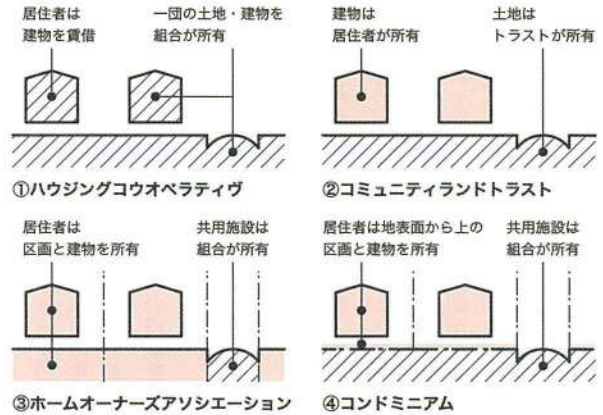 居住者は
建物を賃借
一団の土地・建物を
組合が所有
①ハウジングコウオペラティヴ
建物は
居住者が所有
土地は
トラストが所有
②コミュニティランドトラスト
居住者は
区画と建物を所有
共用施設は
組合が所有
③ホームオーナーズアソシエーション
居住者は地表面から上の
区画と建物を所有
共用施設は
組合が所有
④コンドミニアム